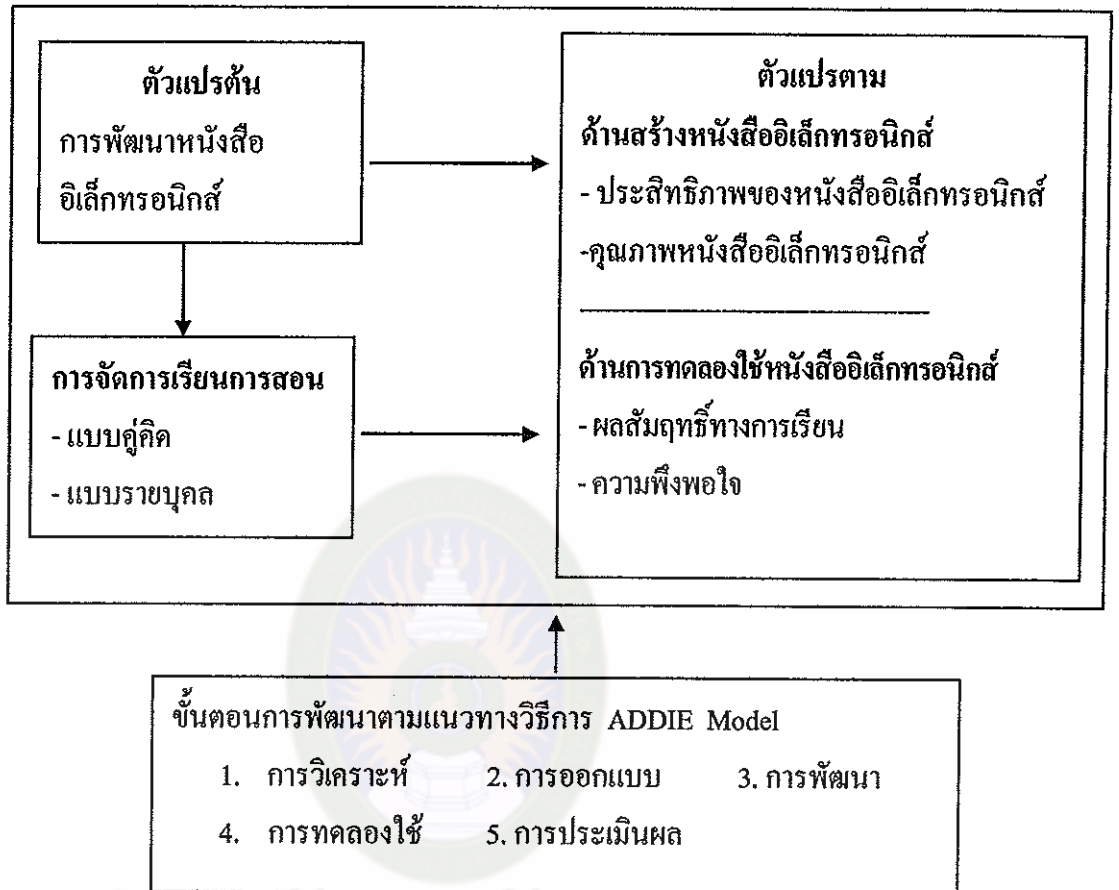 ตัวแปรต้น
การพัฒนาหนังสือ
อิเล็กทรอนิกส์
การจัดการเรียนการสอน
- แบบคู่คิด
- แบบรายบุคล
ตัวแปรตาม
ด้านสร้างหนังสืออิเล็กทรอนิกส์
- ประสิทธิภาพของหนังสืออิเล็กทรอนิกส์
-คุณภาพหนังสืออิเล็กทรอนิกส์
ด้านการทดลองใช้หนังสืออิเล็กทรอนิกส์
- ผลสัมฤทธิ์ทางการเรียน
- ความพึงพอใจ
ขั้นตอนการพัฒนาตามแนวทางวิธีการ ADDIE Model
1. การวิเคราะห์ 2. การออกแบบ 3. การพัฒนา
4. การทดลองใช้ 5. การประเมินผล